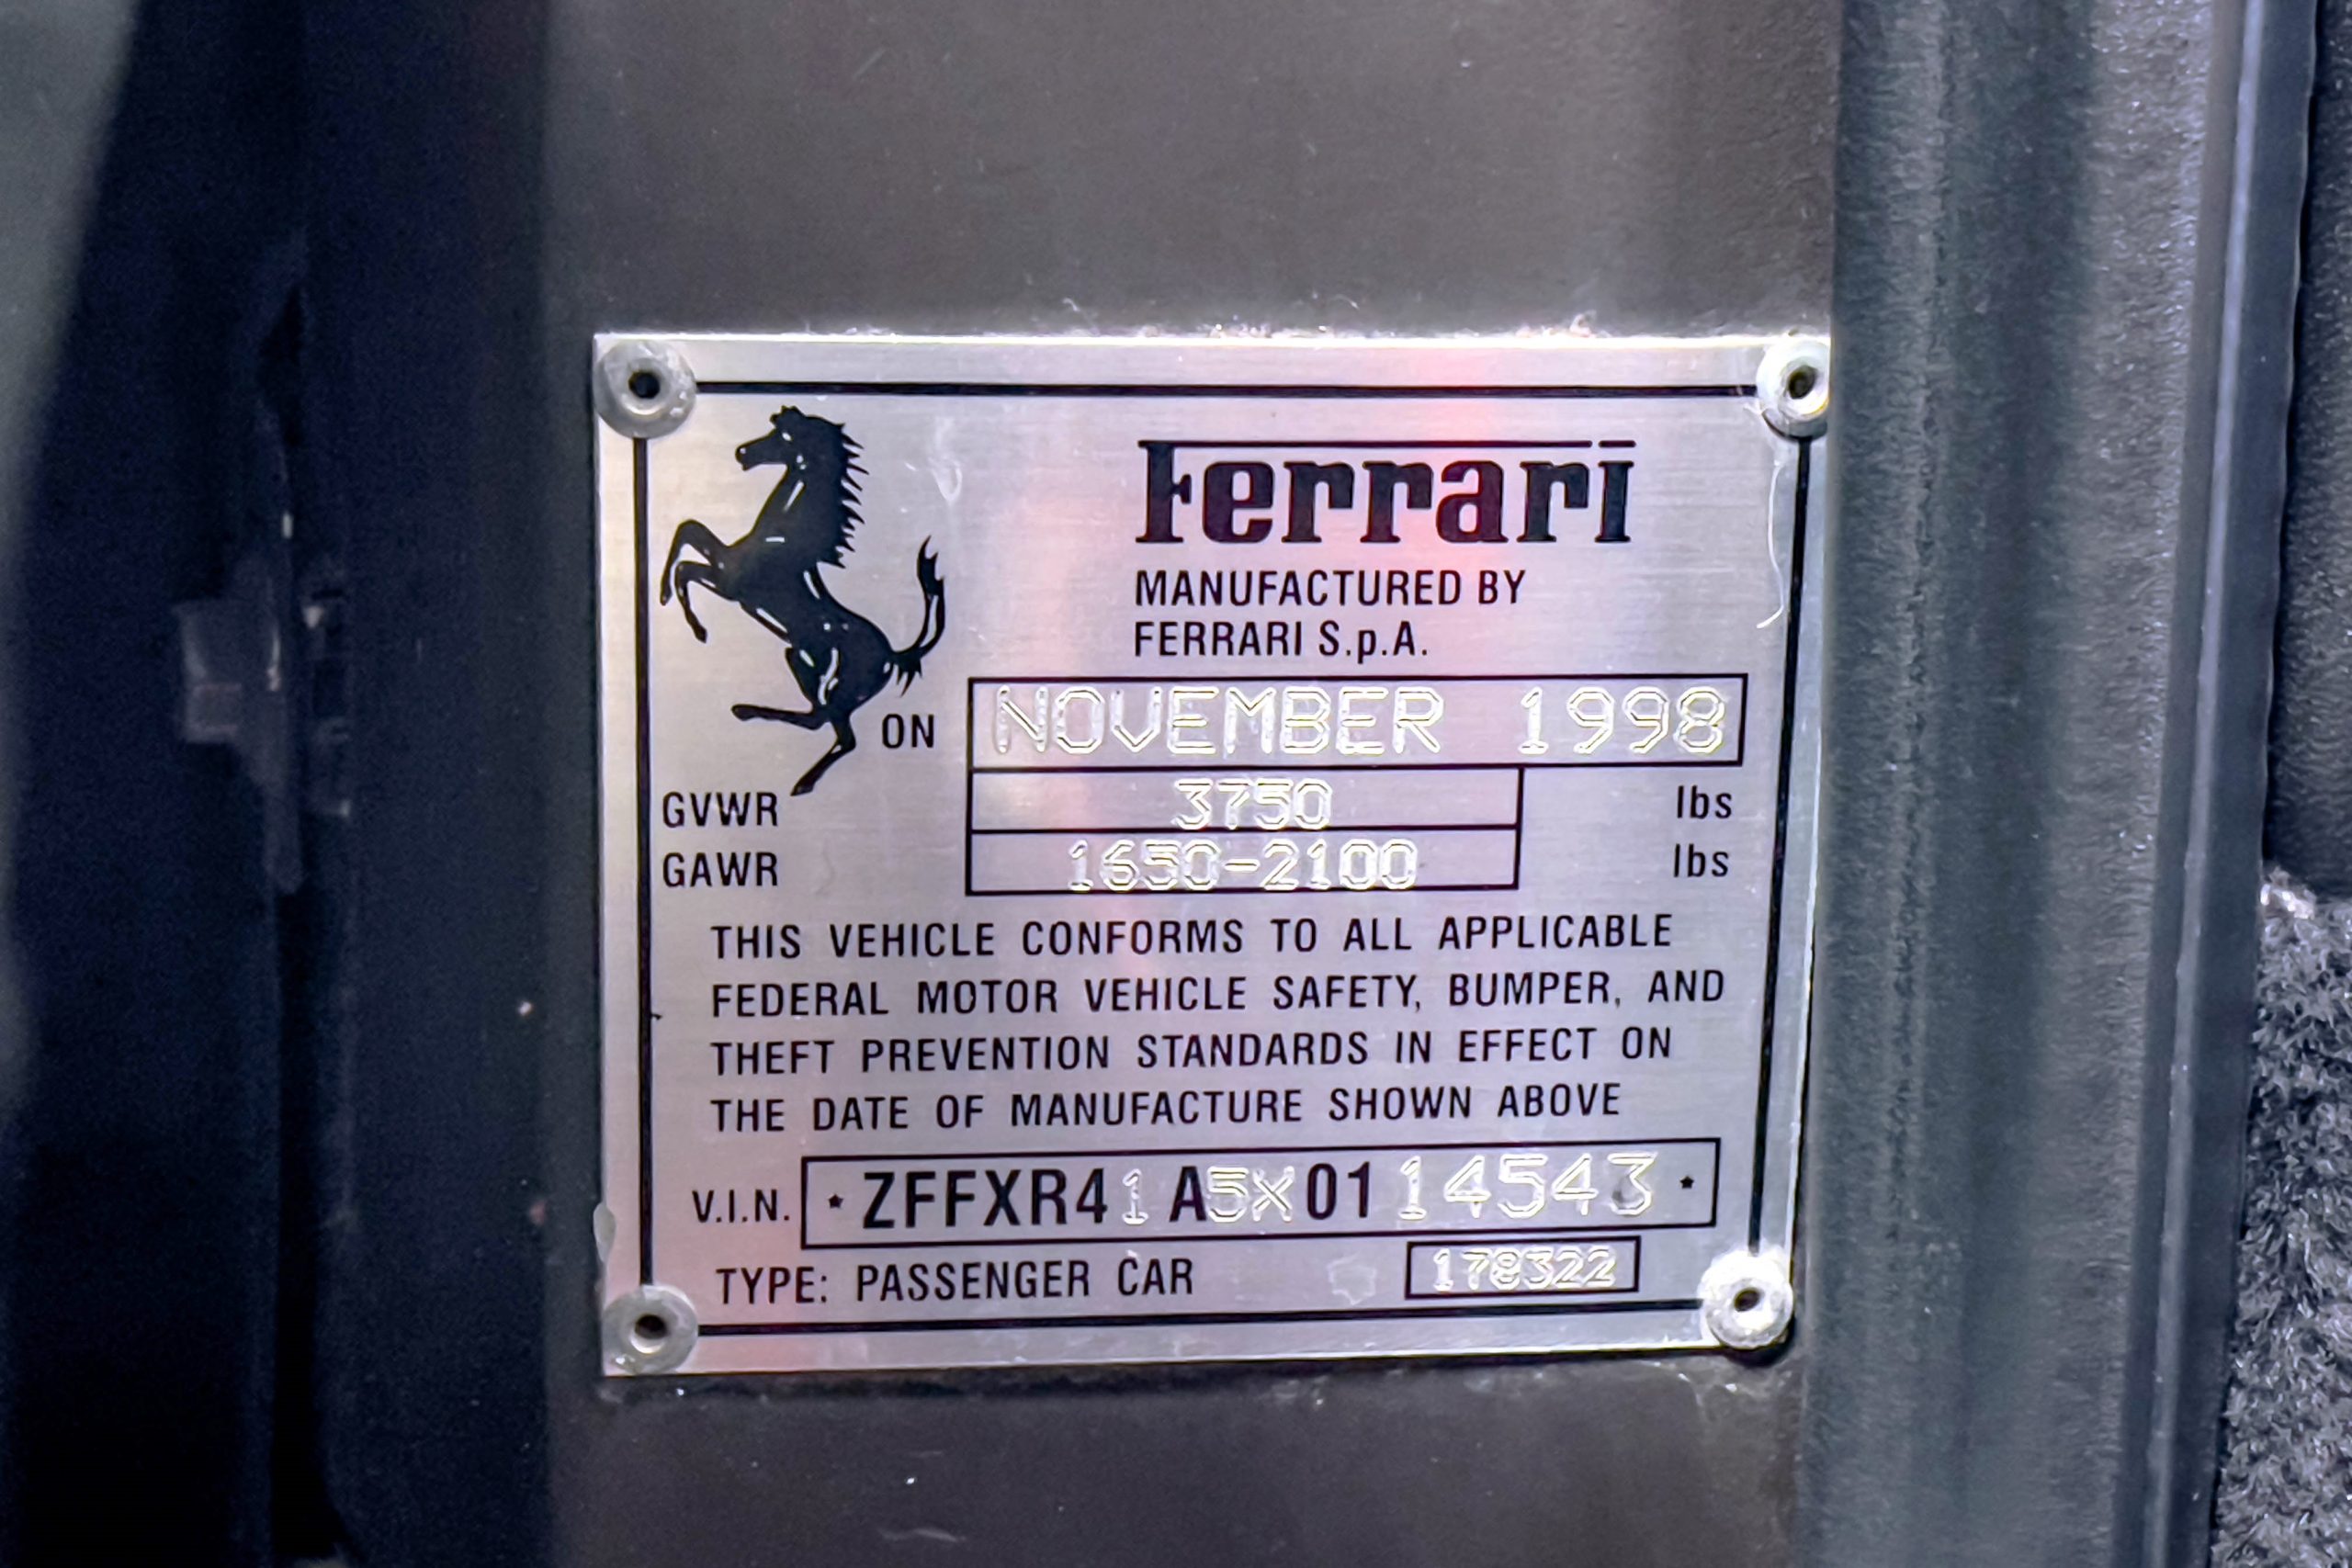 Ferrari
MANUFACTURED BY
FERRARI S.p.A.
ON NOVEMBER 1998
GVWR 3750 lbs
GAWR 1650-2100 lbs
THIS VEHICLE CONFORMS TO ALL APPLICABLE
FEDERAL MOTOR VEHICLE SAFETY, BUMPER, AND
THEFT PREVENTION STANDARDS IN EFFECT ON
THE DATE OF MANUFACTURE SHOWN ABOVE
V.I.N. * ZFFXR41A5X0114543 *
TYPE: PASSENGER CAR 178322